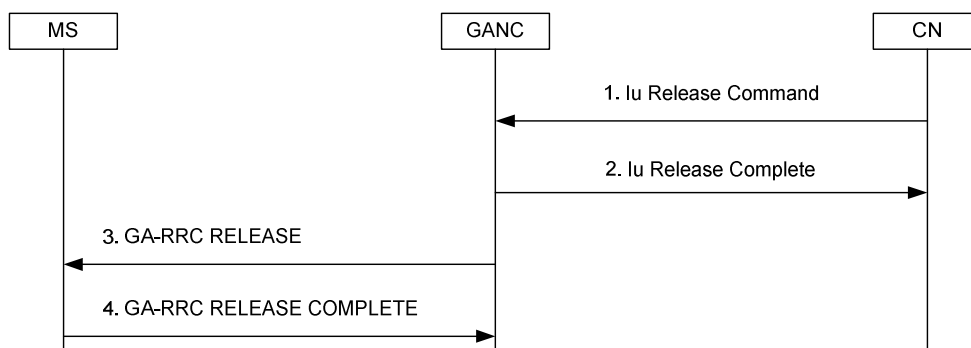 MS
GANC
CN
1. Iu Release Command
2. Iu Release Complete
3. GA-RRC RELEASE
4. GA-RRC RELEASE COMPLETE